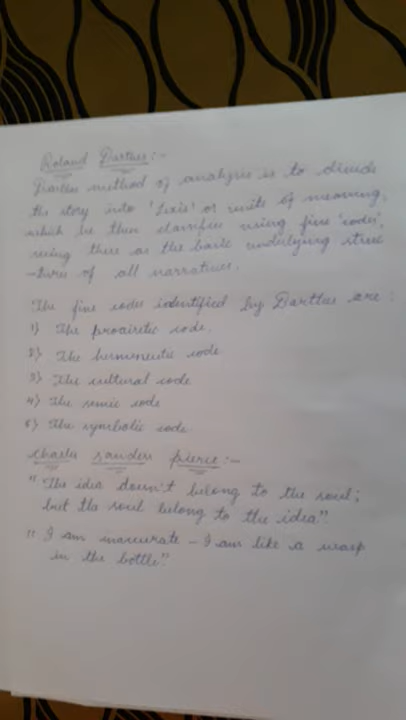 Roland Barthes:-
Barthes method of analysis is to divide
the story into 'Lexis' or units of meaning,
which he then classifies using five 'codes',
seeing these as the basic underlying struc
-tures of all narratives.
The five codes identified by Barthes are :
1) The proairetic code.
2) The hermeneutic code
3) The cultural code
4) The semic code
5) The symbolic code
Charles sanders pierce:-
"The idea doesn't belong to the soul;
but the soul belong to the idea".
" I am inaccurate - I am like a wasp
in the bottle."